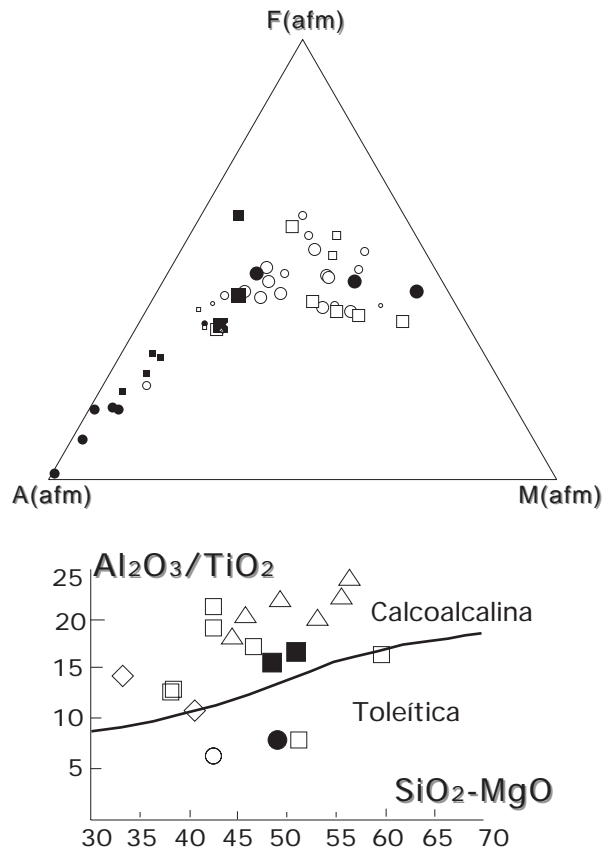 F(afm)
A(afm) M(afm)
Al₂O₃/TiO₂
25
20
15
10
5
Calcoalcalina
Toleítica
SiO₂-MgO
30 35 40 45 50 55 60 65 70